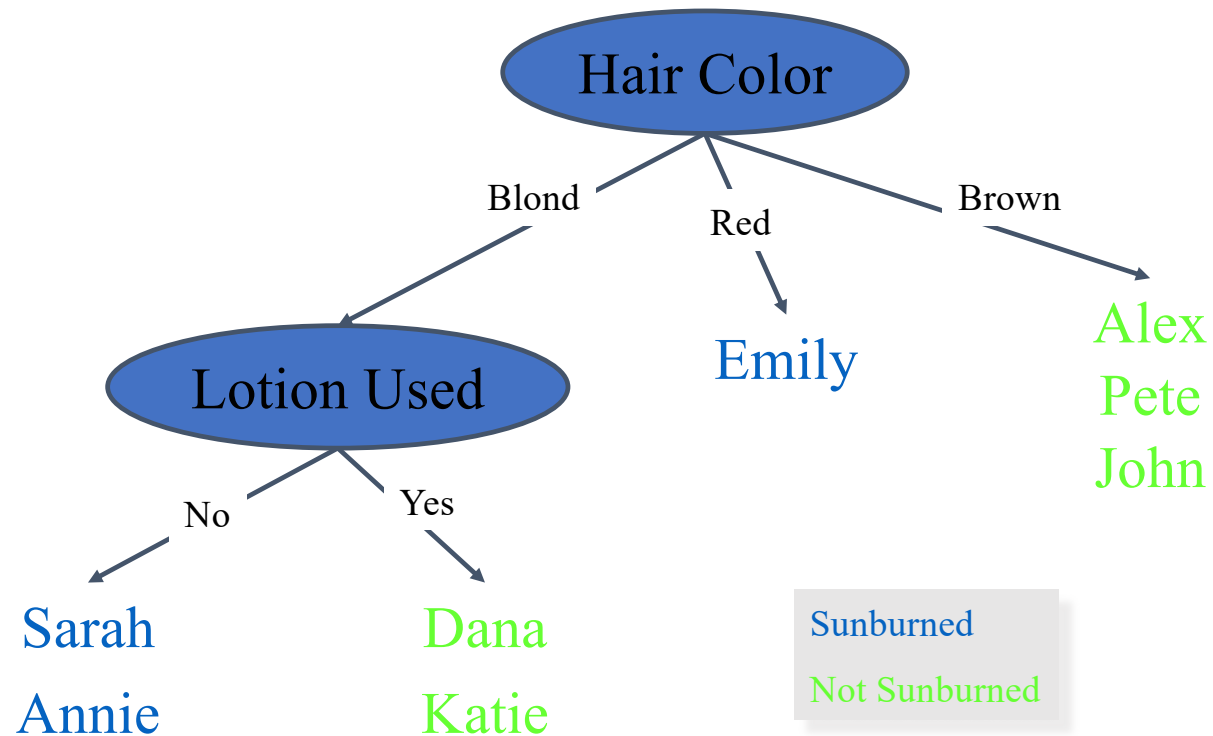 Hair Color
Blond
Red
Brown
Lotion Used
Emily
Alex
Pete
John
No
Yes
Sarah
Annie
Dana
Katie
Sunburned
Not Sunburned